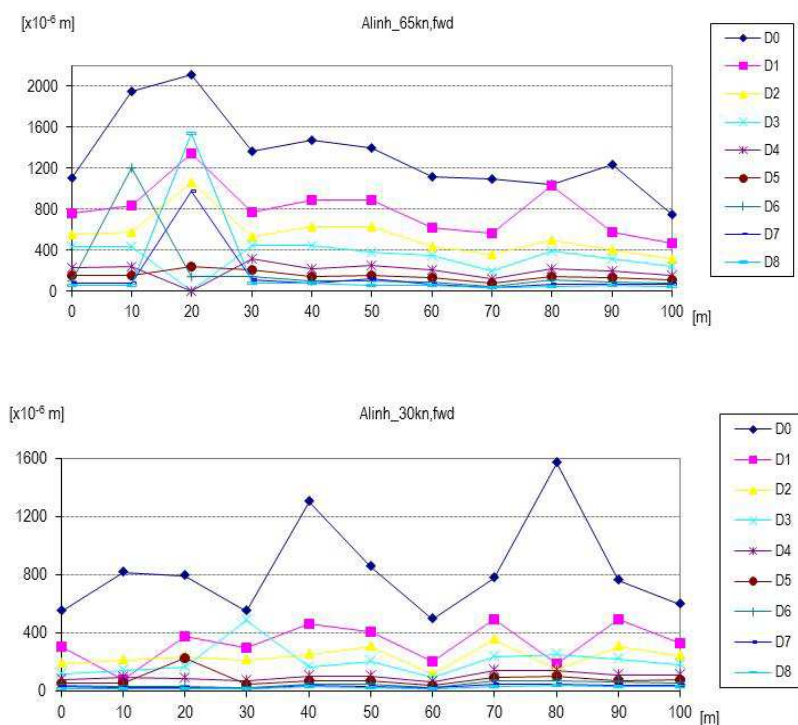 [x10-6 m]
Alinh_65kn,fwd
2000
1600
1200
800
400
0
0 10 20 30 40 50 60 70 80 90 100
[m]
D0
D1
D2
D3
D4
D5
D6
D7
D8
[x10-6 m]
Alinh_30kn,fwd
1600
1200
800
400
0
0 10 20 30 40 50 60 70 80 90 100
[m]
D0
D1
D2
D3
D4
D5
D6
D7
D8